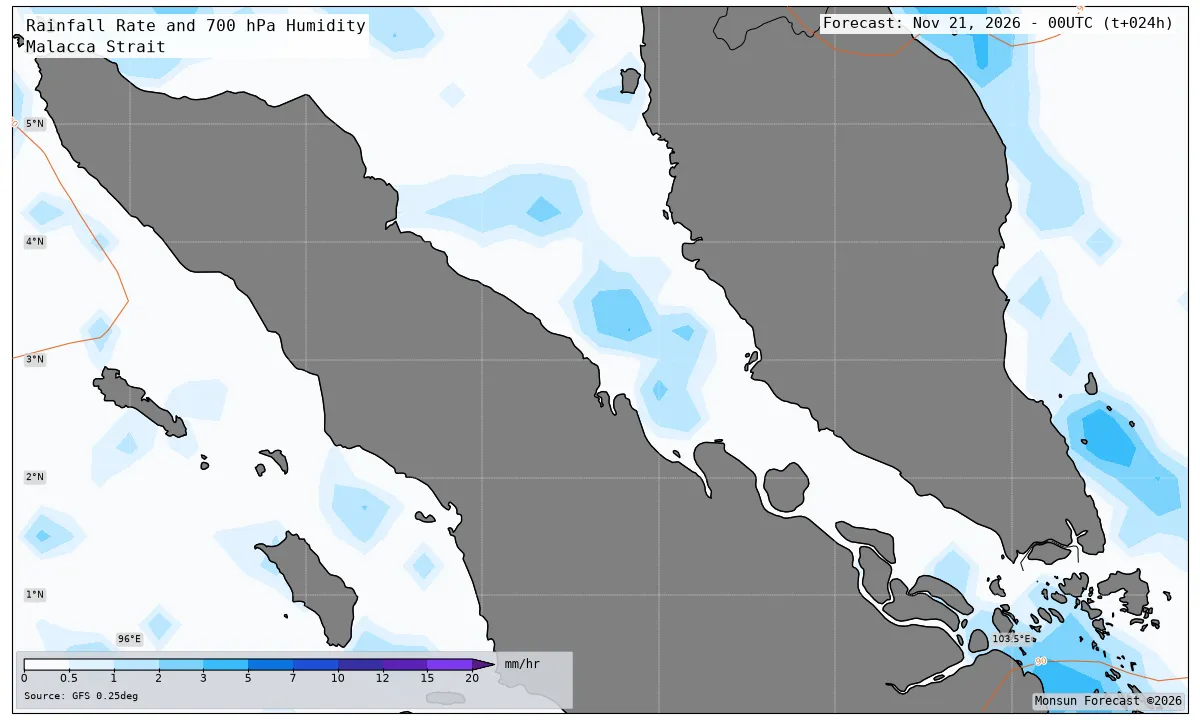 Rainfall Rate and 700 hPa Humidity
Malacca Strait
Forecast: Nov 21, 2026 - 00UTC (t+024h)
5°N
4°N
3°N
2°N
1°N
96°E
103.5°E
90
mm/hr
0 0.5 1 2 3 5 7 10 12 15 20
Source: GFS 0.25deg
Monsun Forecast ©2026